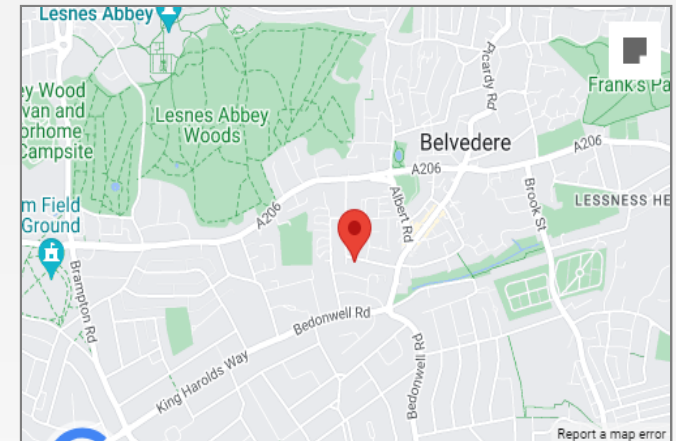 Lesnes Abbey
Picardy Rd
Frank's Pa
ey Wood
van and
orhome
Campsite
Lesnes Abbey
Woods
Belvedere
A206
A206
Albert Rd
Brook St
LESSNESS HE
m Field
Ground
A206
Brampton Rd
Bedonwell Rd
King Harolds Way
Bedonwell Rd
Report a map error